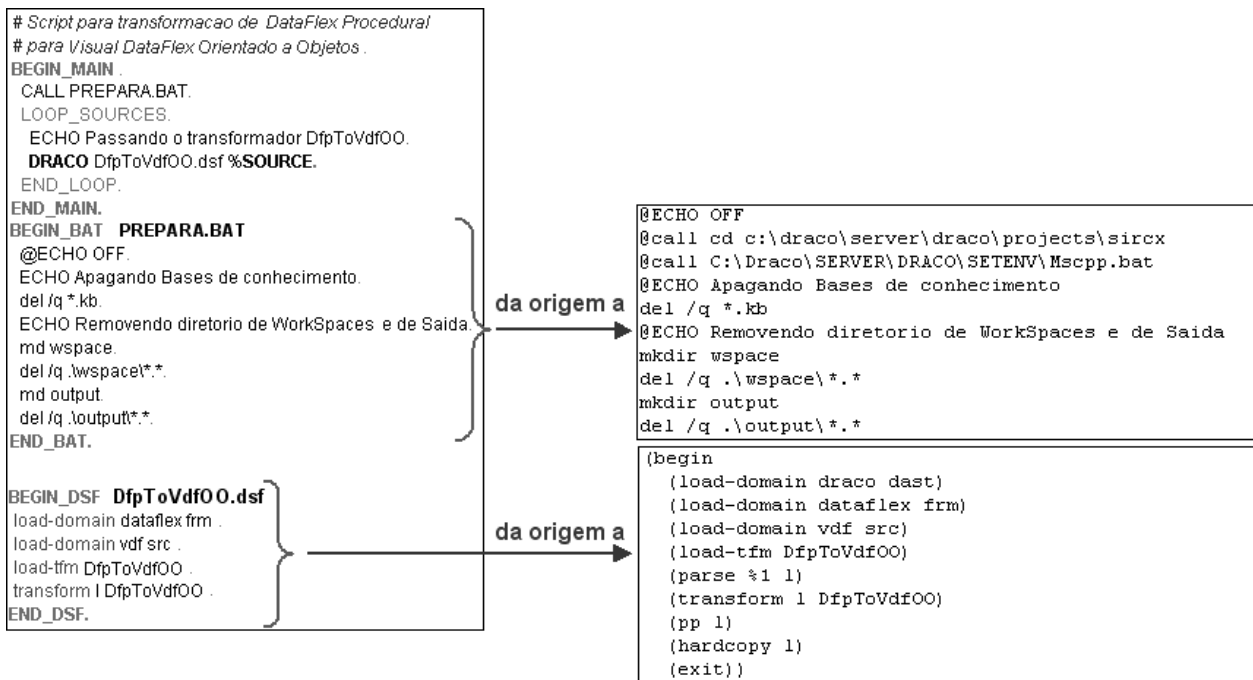 # Script para transformacao de DataFlex Procedural
# para Visual DataFlex Orientado a Objetos .
BEGIN_MAIN .
CALL PREPARA.BAT.
LOOP_SOURCES.
ECHO Passando o transformador DfpToVdfOO.
DRACO DfpToVdfOO.dsf %SOURCE.
END_LOOP.
END_MAIN.
BEGIN_BAT PREPARA.BAT
@ECHO OFF.
ECHO Apagando Bases de conhecimento.
del /q *.kb.
ECHO Removendo diretorio de WorkSpaces e de Saida.
md wspace.
del /q .\wspace\*.*.
md output.
del /q .\output\*.*.
END_BAT.
BEGIN_DSF DfpToVdfOO.dsf
load-domain dataflex frm .
load-domain vdf src .
load-tfm DfpToVdfOO .
transform l DfpToVdfOO .
END_DSF.
da origem a
@ECHO OFF
@call cd c:\draco\server\draco\projects\sircx
@call C:\Draco\SERVER\DRACO\SETENV\Mscpp.bat
@ECHO Apagando Bases de conhecimento
del /q *.kb
@ECHO Removendo diretorio de WorkSpaces e de Saida
mkdir wspace
del /q .\wspace\*.*
mkdir output
del /q .\output\*.*
da origem a
(begin
(load-domain draco dast)
(load-domain dataflex frm)
(load-domain vdf src)
(load-tfm DfpToVdfOO)
(parse %1 l)
(transform l DfpToVdfOO)
(pp l)
(hardcopy l)
(exit))